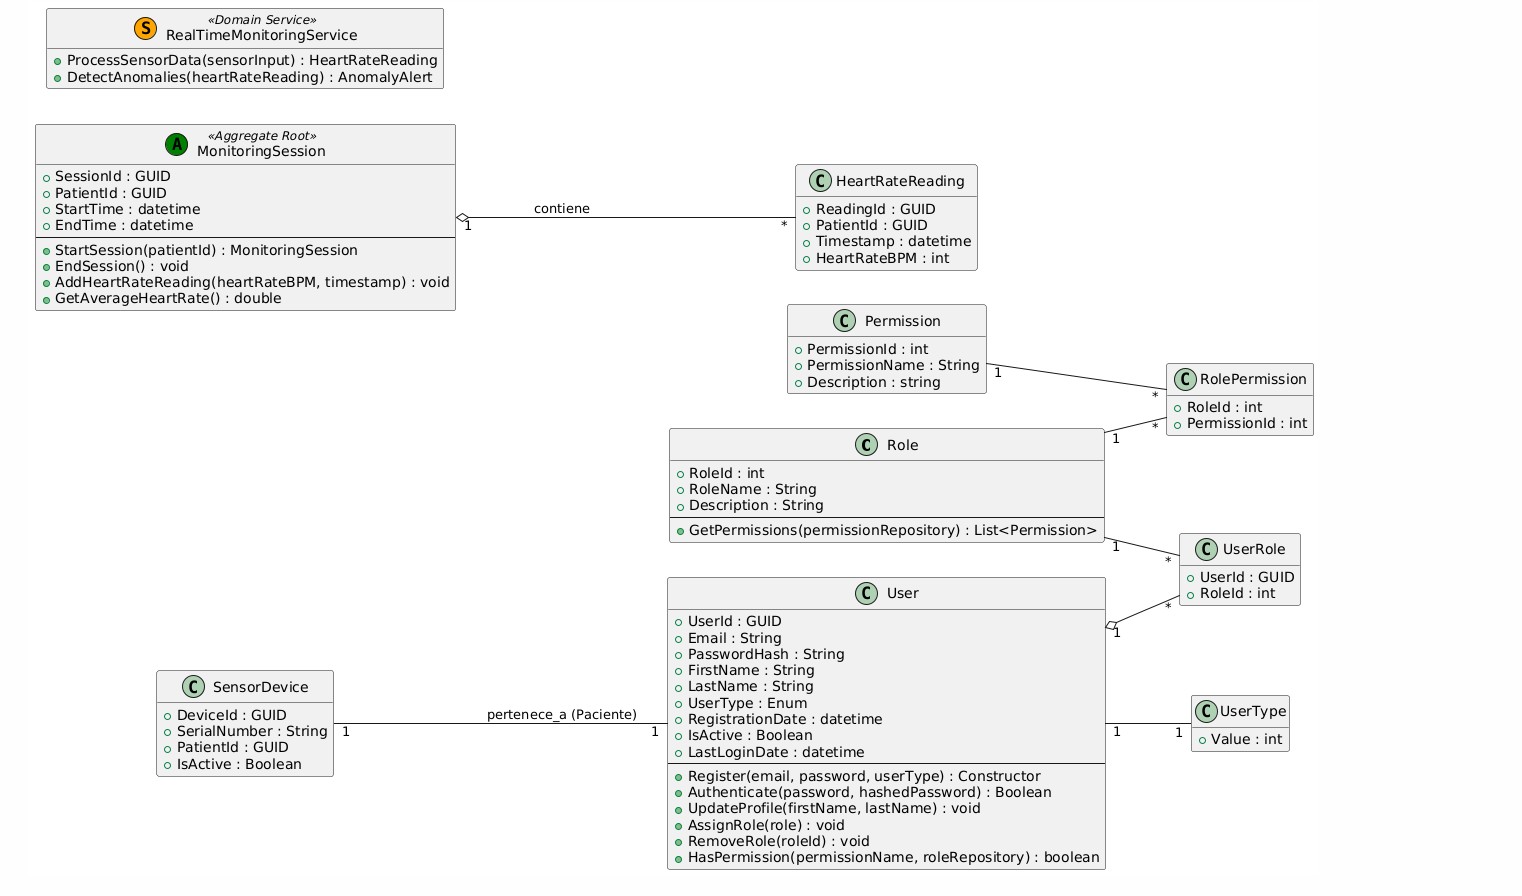 «Domain Service»
S
RealTimeMonitoringService
ProcessSensorData(sensorInput) : HeartRateReading
DetectAnomalies(heartRateReading) : AnomalyAlert
«Aggregate Root»
A
MonitoringSession
SessionId : GUID
PatientId : GUID
StartTime : datetime
EndTime : datetime
StartSession(patientId) : MonitoringSession
EndSession() : void
AddHeartRateReading(heartRateBPM, timestamp) : void
GetAverageHeartRate() : double
contiene
1
*
C HeartRateReading
ReadingId : GUID
PatientId : GUID
Timestamp : datetime
HeartRateBPM : int
C Permission
PermissionId : int
PermissionName : String
Description : string
1
*
C RolePermission
RoleId : int
PermissionId : int
C Role
RoleId : int
RoleName : String
Description : String
GetPermissions(permissionRepository) : List<Permission>
1
*
1
*
C UserRole
UserId : GUID
RoleId : int
C User
UserId : GUID
Email : String
PasswordHash : String
FirstName : String
LastName : String
UserType : Enum
RegistrationDate : datetime
IsActive : Boolean
LastLoginDate : datetime
Register(email, password, userType) : Constructor
Authenticate(password, hashedPassword) : Boolean
UpdateProfile(firstName, lastName) : void
AssignRole(role) : void
RemoveRole(roleId) : void
HasPermission(permissionName, roleRepository) : boolean
*
1
C SensorDevice
DeviceId : GUID
SerialNumber : String
PatientId : GUID
IsActive : Boolean
pertenece_a (Paciente)
1
1
1
1
C UserType
Value : int